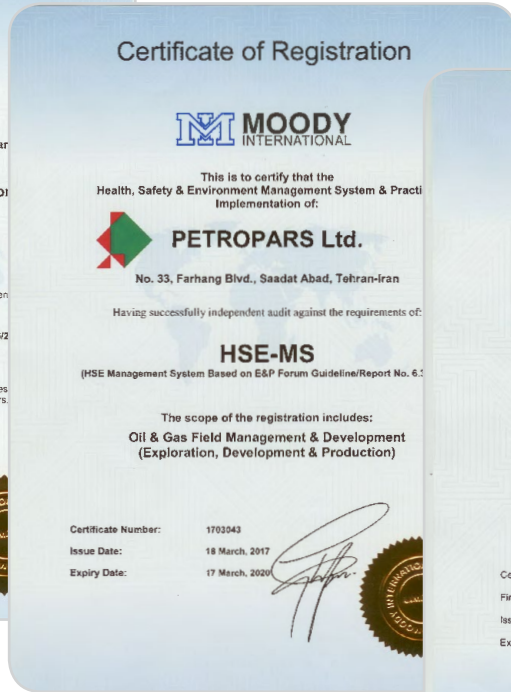 Certificate of Registration
MOODY
INTERNATIONAL
This is to certify that the
Health, Safety & Environment Management System & Practi
Implementation of:
PETROPARS Ltd.
No. 33, Farhang Blvd., Saadat Abad, Tehran-Iran
Having successfully independent audit against the requirements of:
HSE-MS
(HSE Management System Based on E&P Forum Guideline/Report No. 6.
The scope of the registration includes:
Oil & Gas Field Management & Development
(Exploration, Development & Production)
Certificate Number: 1703043
Issue Date: 18 March, 2017
Expiry Date: 17 March, 2020